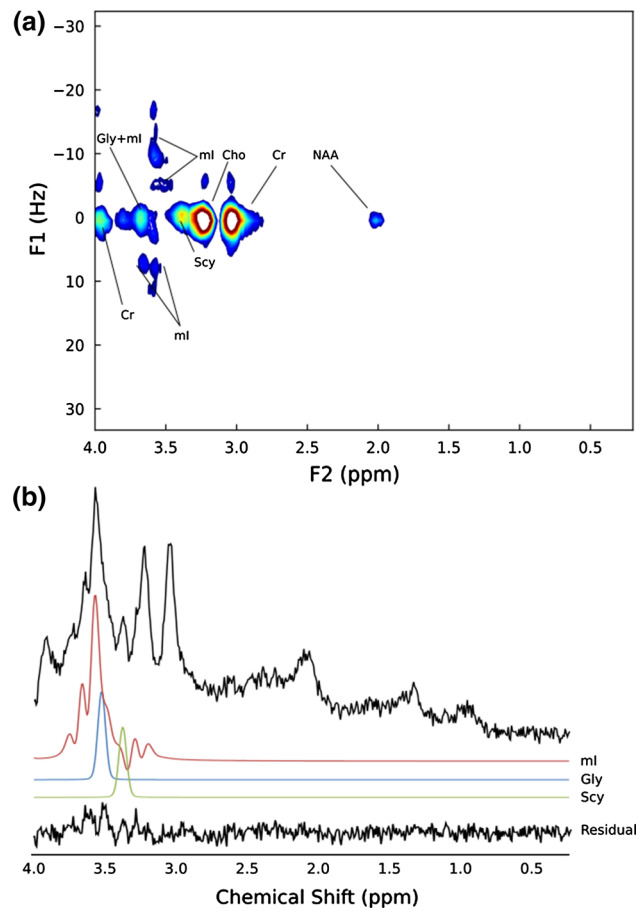 (a)
−30
−20
−10
0
10
20
30
F1 (Hz)
Gly+mI
mI
Cho
Cr
NAA
Scy
Cr
mI
4.0 3.5 3.0 2.5 2.0 1.5 1.0 0.5
F2 (ppm)
(b)
mI
Gly
Scy
Residual
4.0 3.5 3.0 2.5 2.0 1.5 1.0 0.5
Chemical Shift (ppm)